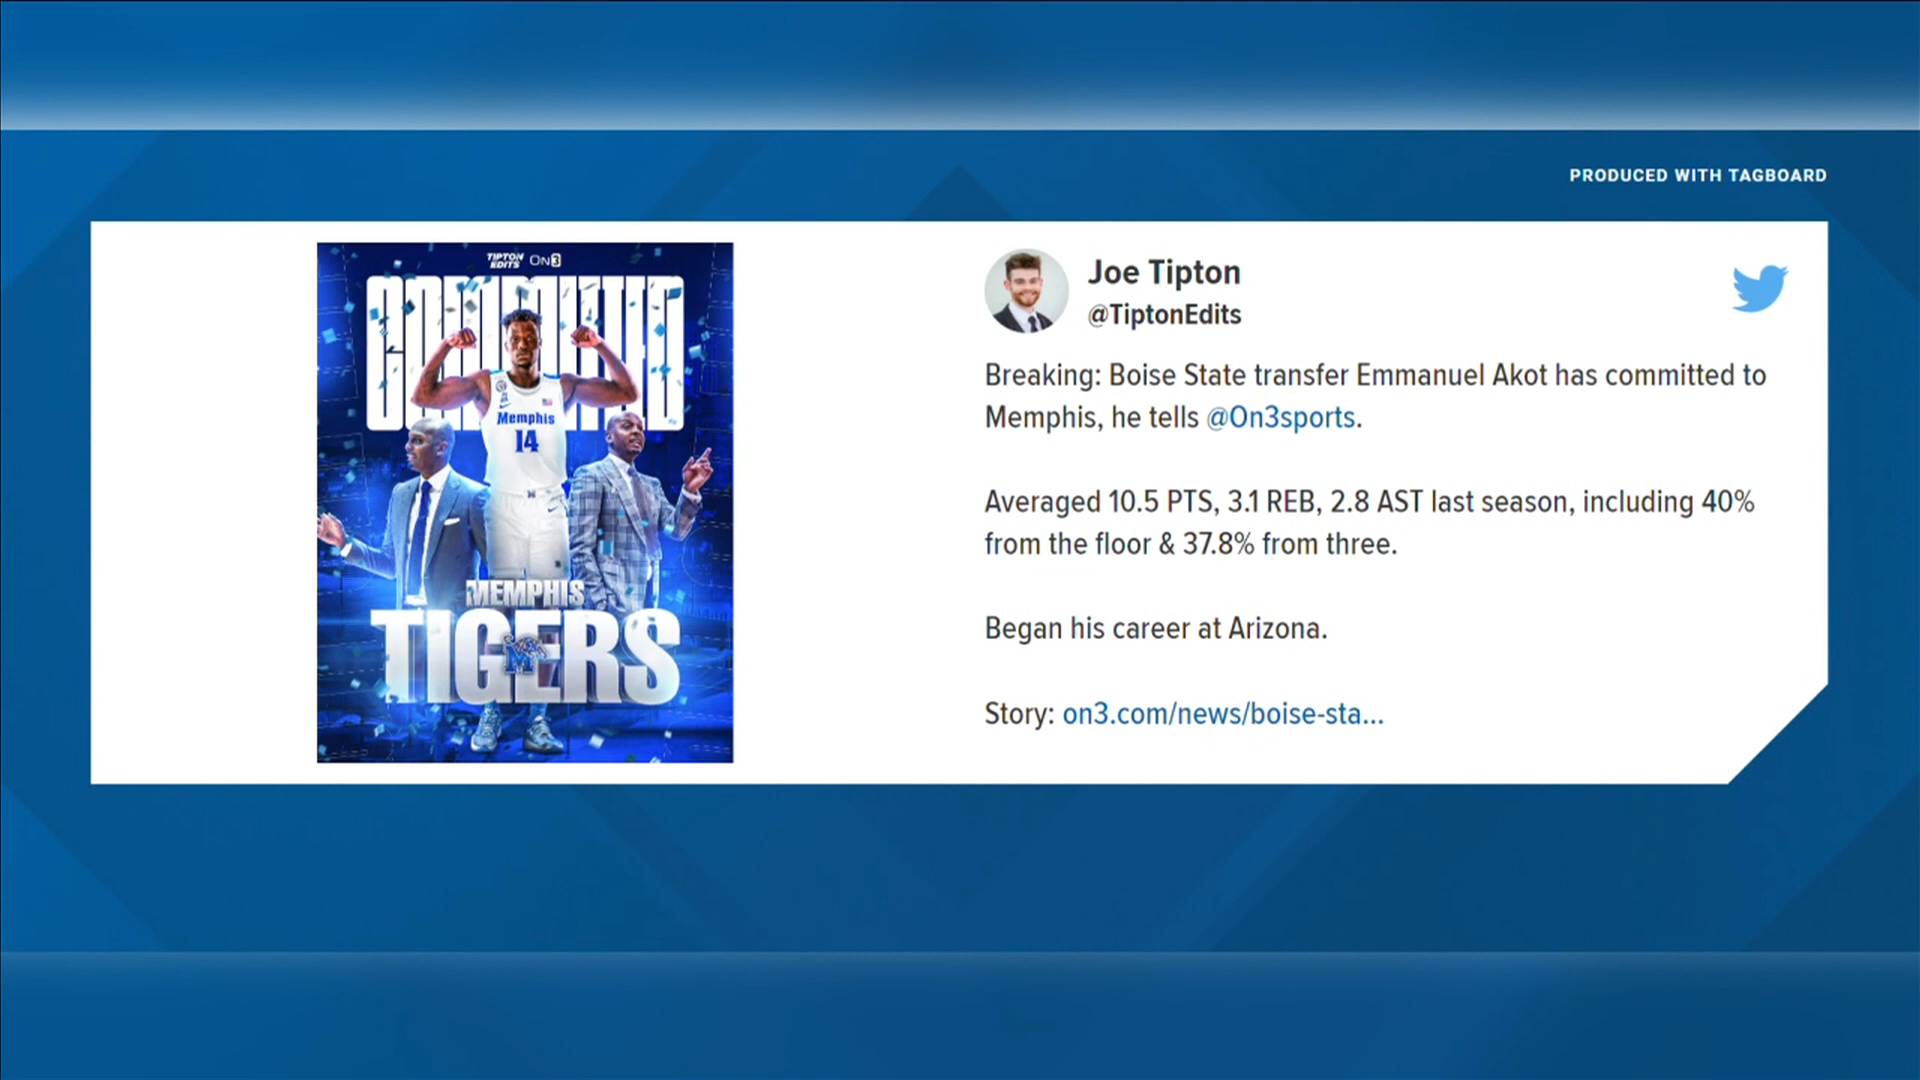 PRODUCED WITH TAGBOARD
TIPTON
EDITS
On3
COMMITTED
Memphis
14
MEMPHIS
TIGERS
M
Joe Tipton
@TiptonEdits
Breaking: Boise State transfer Emmanuel Akot has committed to
Memphis, he tells @On3sports.
Averaged 10.5 PTS, 3.1 REB, 2.8 AST last season, including 40%
from the floor & 37.8% from three.
Began his career at Arizona.
Story: on3.com/news/boise-sta...